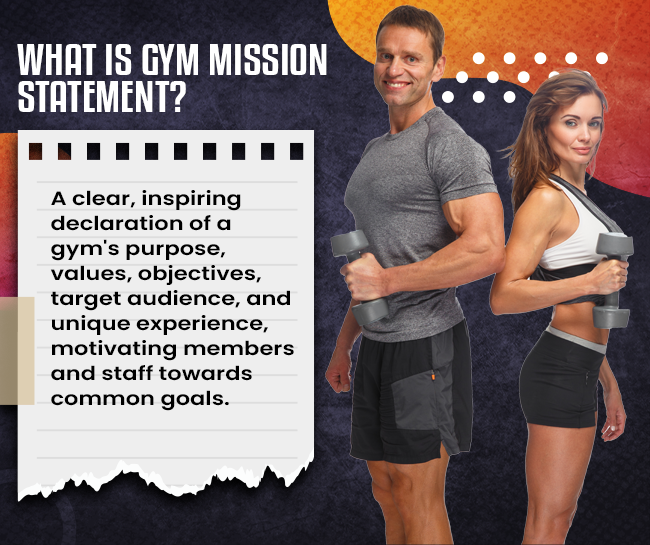 WHAT IS GYM MISSION
STATEMENT?
A clear, inspiring
declaration of a
gym's purpose,
values, objectives,
target audience, and
unique experience,
motivating members
and staff towards
common goals.